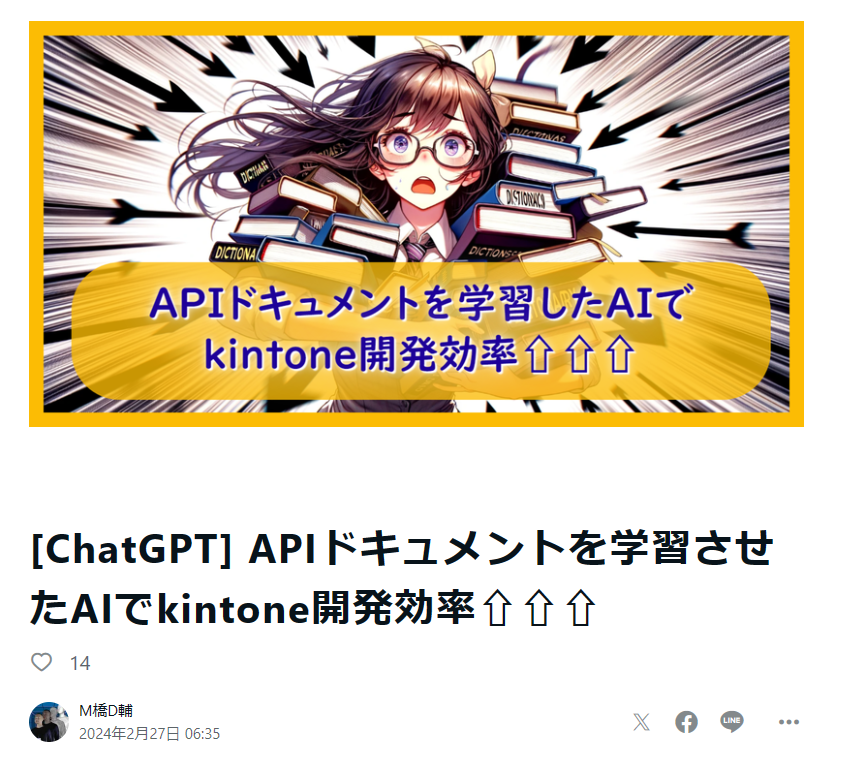 DICTIONA
APIドキュメントを学習したAIで
kintone開発効率⇧⇧⇧
[ChatGPT] APIドキュメントを学習させ
たAIでkintone開発効率⇧⇧⇧
14
M橋D輔
2024年2月27日 06:35
LINE